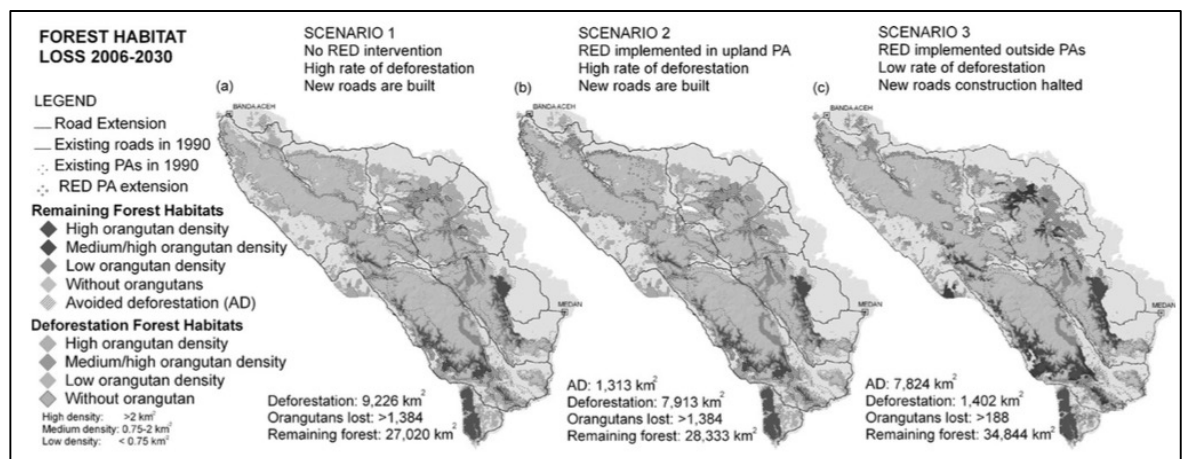 FOREST HABITAT
LOSS 2006-2030
LEGEND
Road Extension
Existing roads in 1990
Existing PAs in 1990
RED PA extension
Remaining Forest Habitats
High orangutan density
Medium/high orangutan density
Low orangutan density
Without orangutans
Avoided deforestation (AD)
Deforestation Forest Habitats
High orangutan density
Medium/high orangutan density
Low orangutan density
Without orangutan
High density: >2 km²
Medium density: 0.75-2 km²
Low density: < 0.75 km²
SCENARIO 1
No RED intervention
High rate of deforestation
New roads are built
(a)
BANDA ACEH
MEDAN
Deforestation: 9,226 km²
Orangutans lost: >1,384
Remaining forest: 27,020 km²
SCENARIO 2
RED implemented in upland PA
High rate of deforestation
New roads are built
(b)
BANDA ACEH
MEDAN
AD: 1,313 km²
Deforestation: 7,913 km²
Orangutans lost: >1,384
Remaining forest: 28,333 km²
SCENARIO 3
RED implemented outside PAs
Low rate of deforestation
New roads construction halted
(c)
BANDA ACEH
MEDAN
AD: 7,824 km²
Deforestation: 1,402 km²
Orangutans lost: >188
Remaining forest: 34,844 km²